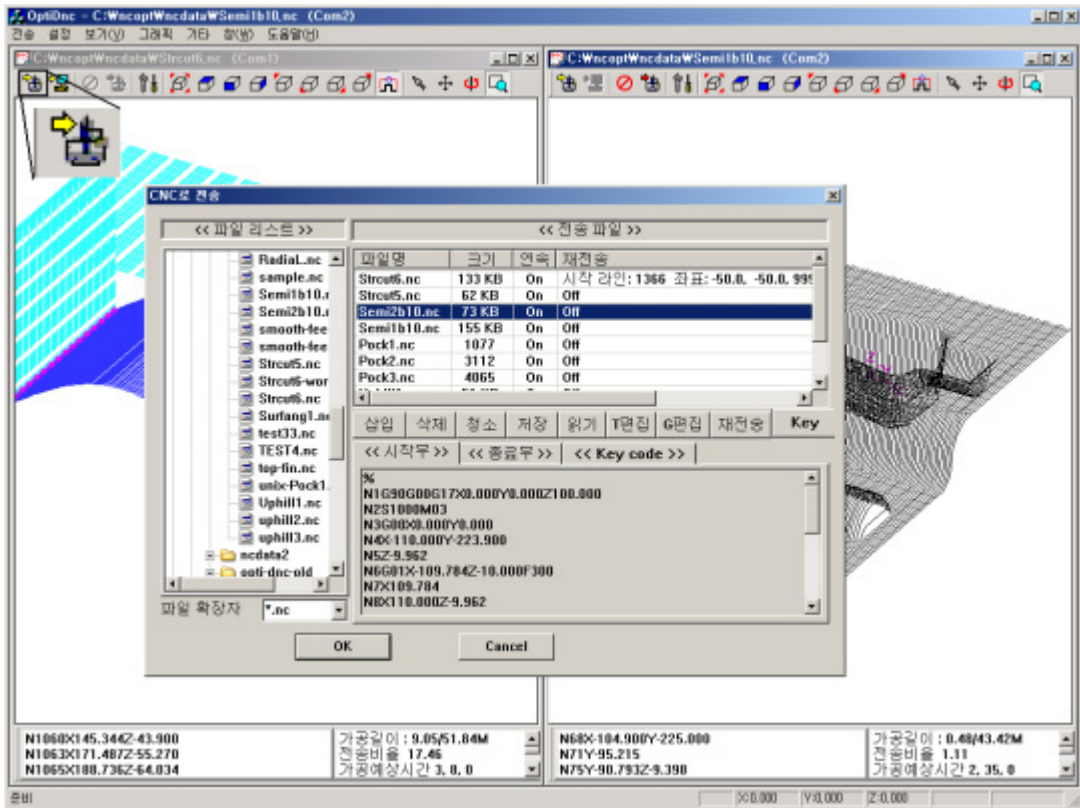 OptiDnc - C:\ncopt\ncdata\Semi1b10.nc (Com2)
전송 설정 보기(V) 그래픽 기타 창(W) 도움말(H)
C:\ncopt\ncdata\Strcut6.nc (Com1)
C:\ncopt\ncdata\Semi1b10.nc (Com2)
CNC로 전송
<< 파일 리스트 >>
<< 전송 파일 >>
RadiaL.nc
sample.nc
Semi1b10.r
Semi2b10.r
smooth-fee
smooth-fee
Strcut5.nc
Strcut6-wor
Strcut6.nc
Surfang1.n
test33.nc
TEST4.nc
top-fin.nc
unix-Pock1.
Uphill1.nc
uphill2.nc
uphill3.nc
ncdata2
opti-dnc-old
파일 확장자 *.nc
파일명 크기 연속 재전송
Strcut6.nc 133 KB On 시작 라인: 1366 좌표: -50.0, -50.0, 999
Strcut5.nc 62 KB On Off
Semi2b10.nc 73 KB On Off
Semi1b10.nc 155 KB On Off
Pock1.nc 1077 On Off
Pock2.nc 3112 On Off
Pock3.nc 4065 On Off
삽입 삭제 청소 저장 읽기 T편집 G편집 재전송 Key
<< 시작부 >> << 종료부 >> << Key code >>
%
N1G90G00G17X0.000Y0.000Z100.000
N2S1000M03
N3G00X0.000Y0.000
N4X-110.000Y-223.900
N5Z-9.962
N6G01X-109.784Z-10.000F300
N7X109.784
N8X110.000Z-9.962
OK Cancel
N1060X145.344Z-43.900
N1063X171.487Z-55.270
N1065X188.736Z-64.034
가공길이 : 9.05/51.84M
전송비율 17.46
가공예상시간 3, 8, 0
N68X-104.900Y-225.000
N71Y-95.215
N75Y-90.793Z-9.398
가공길이 : 0.48/43.42M
전송비율 1.11
가공예상시간 2, 35, 0
준비
X:0.000 Y:0.000 Z:0.000